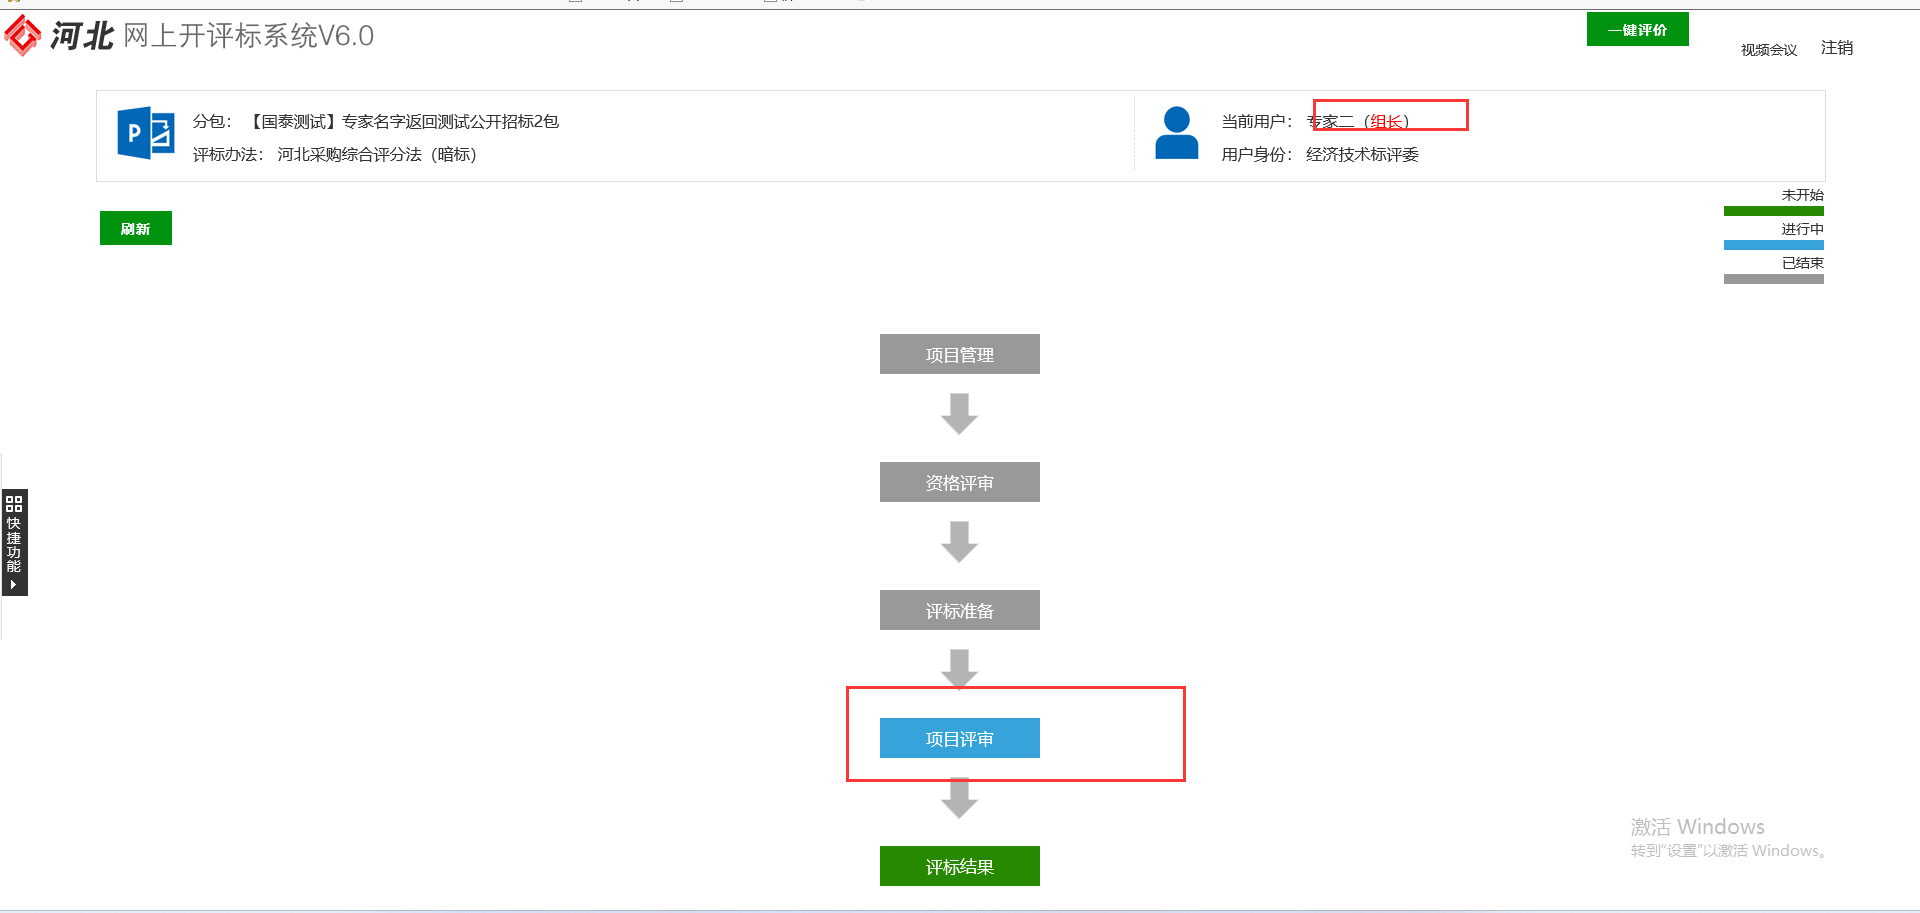 河北 网上开评标系统V6.0
一键评价
视频会议 注销
分包： 【国泰测试】专家名字返回测试公开招标2包
评标办法： 河北采购综合评分法（暗标）
当前用户： 专家二（组长）
用户身份： 经济技术标评委
未开始
进行中
已结束
刷新
项目管理
资格评审
评标准备
项目评审
评标结果
快捷功能
激活 Windows
转到“设置”以激活 Windows。